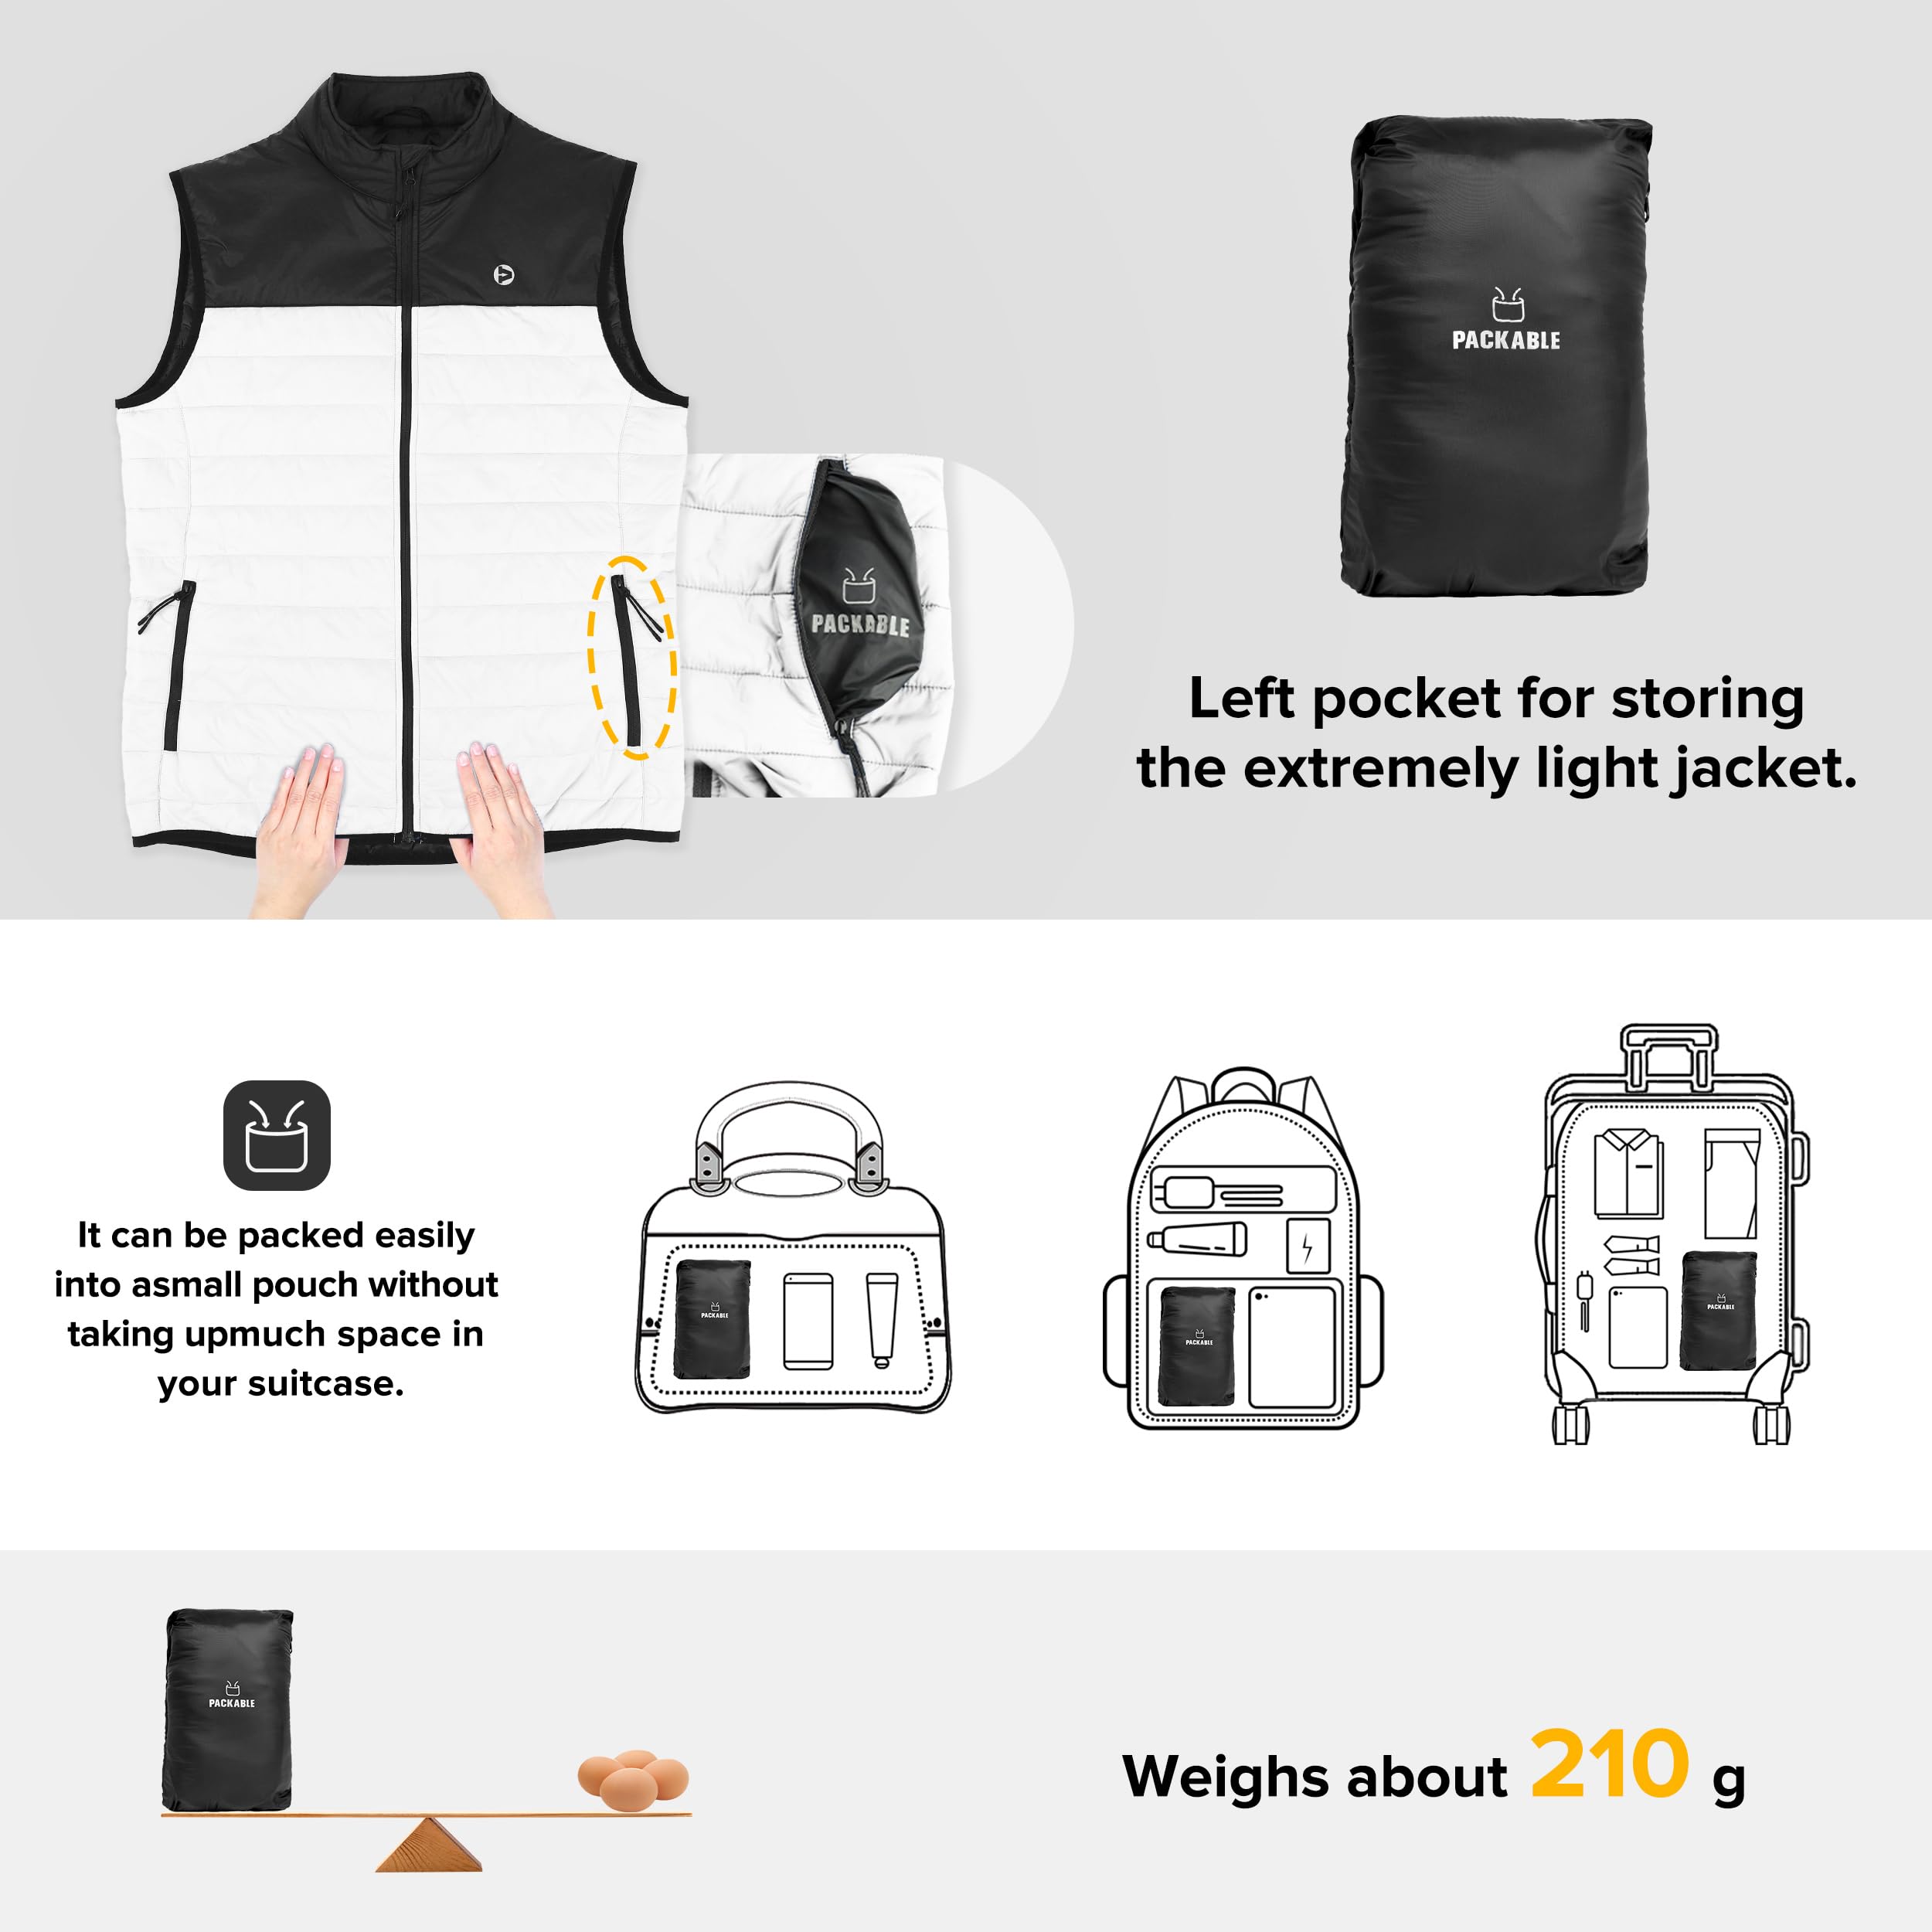 PACKABLE
PACKABLE
Left pocket for storing
the extremely light jacket.
It can be packed easily
into asmall pouch without
taking upmuch space in
your suitcase.
PACKABLE
PACKABLE
PACKABLE
PACKABLE
Weighs about 210 g